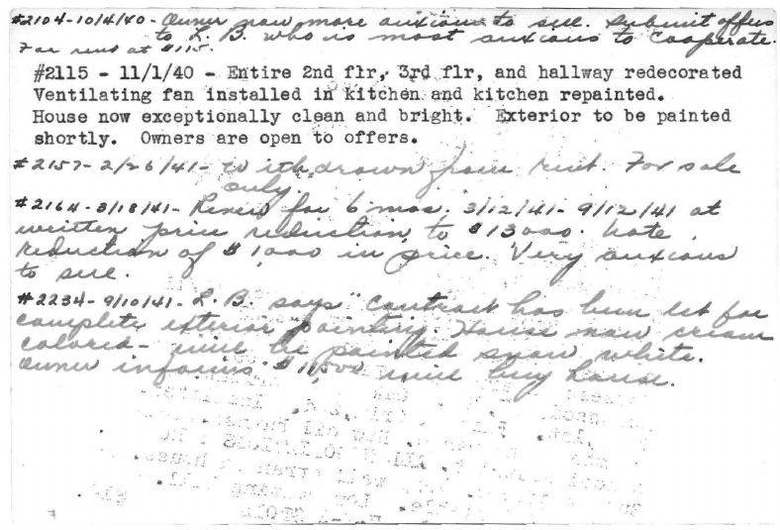 #2104-10/4/40- Owner now more anxious to sell. Submit offers
to L. B. who is most anxious to cooperate.
For rent at $115.
#2115 - 11/1/40 - Entire 2nd flr, 3rd flr, and hallway redecorated
Ventilating fan installed in kitchen and kitchen repainted.
House now exceptionally clean and bright. Exterior to be painted
shortly. Owners are open to offers.
#2157-2/26/41- Withdrawn from rent. For sale
only.
#2164-3/18/41- Renew for 6 mos. 3/12/41-9/12/41 at
written price reduction to $13000. Note
reduction of $1,000 in price. Very anxious
to sell.
#2234-9/10/41- L. B. says "Contract has been let for
complete exterior painting. House now cream
colored- will be painted snow white.
Owner informs $11,500 will buy house.